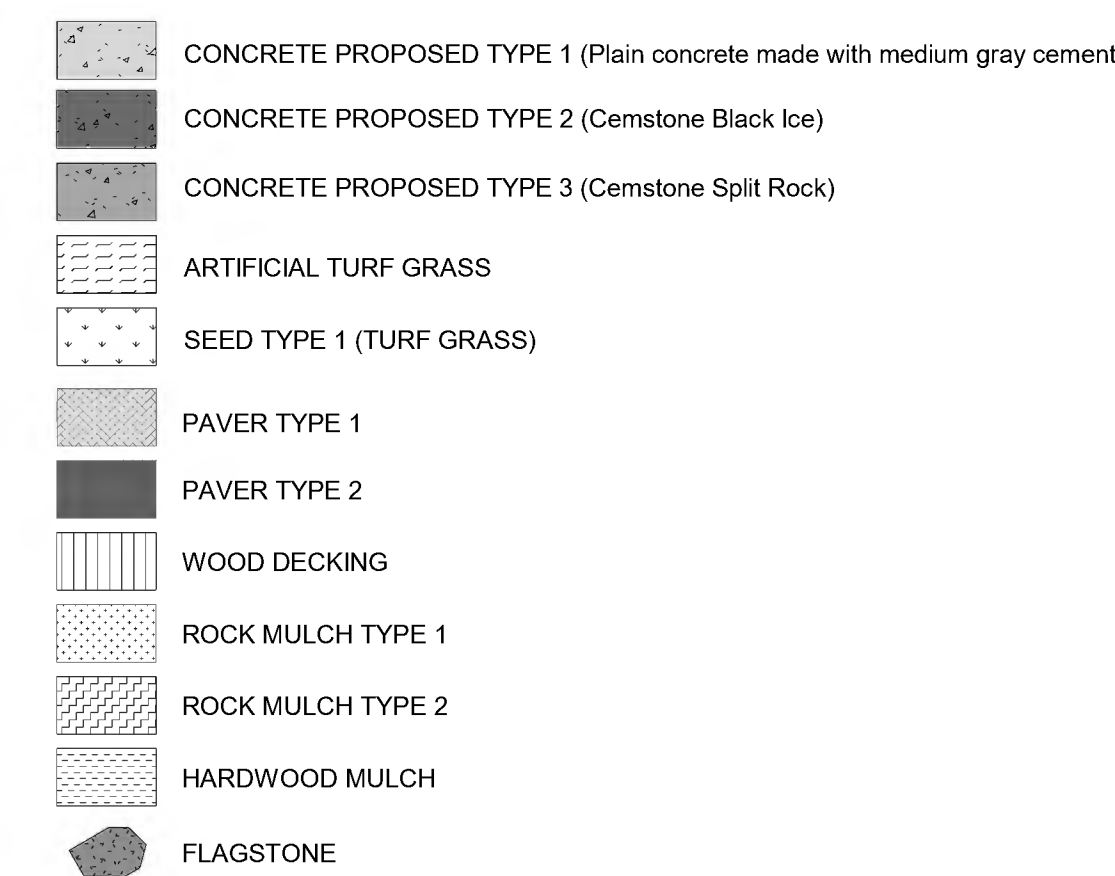 CONCRETE PROPOSED TYPE 1 (Plain concrete made with medium gray cement
CONCRETE PROPOSED TYPE 2 (Cemstone Black Ice)
CONCRETE PROPOSED TYPE 3 (Cemstone Split Rock)
ARTIFICIAL TURF GRASS
SEED TYPE 1 (TURF GRASS)
PAVER TYPE 1
PAVER TYPE 2
WOOD DECKING
ROCK MULCH TYPE 1
ROCK MULCH TYPE 2
HARDWOOD MULCH
FLAGSTONE